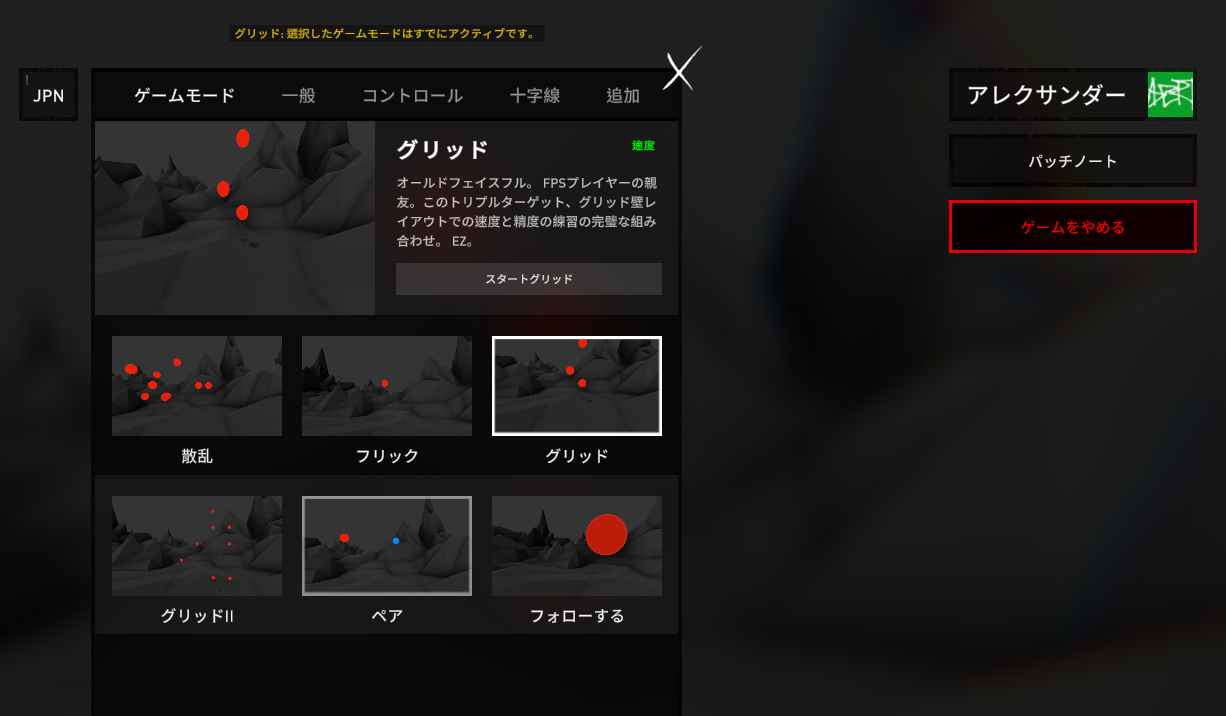 グリッド: 選択したゲームモードはすでにアクティブです。
!
JPN
ゲームモード 一般 コントロール 十字線 追加
アレクサンダー
パッチノート
ゲームをやめる
グリッド 速度
オールドフェイスフル。 FPSプレイヤーの親
友。このトリプルターゲット、グリッド壁レ
イアウトでの速度と精度の練習の完璧な組み
合わせ。 EZ。
スタートグリッド
散乱 フリック グリッド
グリッドII ペア フォローする